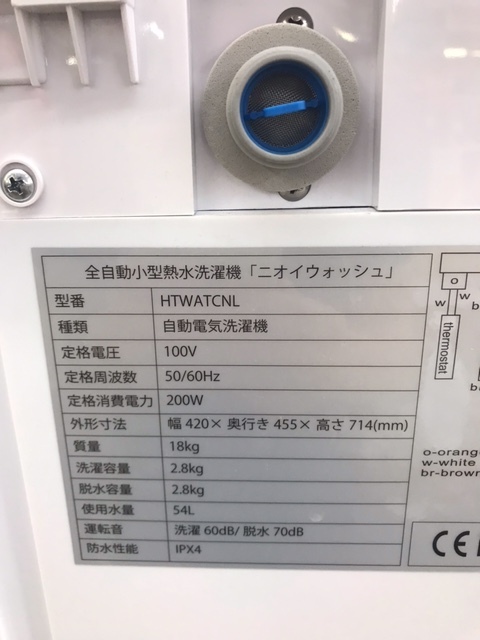 全自動小型熱水洗濯機「ニオイウォッシュ」
型番 HTWATCNL
種類 自動電気洗濯機
定格電圧 100V
定格周波数 50/60Hz
定格消費電力 200W
外形寸法 幅 420× 奥行き 455× 高さ 714(mm)
質量 18kg
洗濯容量 2.8kg
脱水容量 2.8kg
使用水量 54L
運転音 洗濯 60dB/ 脱水 70dB
防水性能 IPX4
o
w w
b
thermostat
o-orang
w-white
br-brown
CE